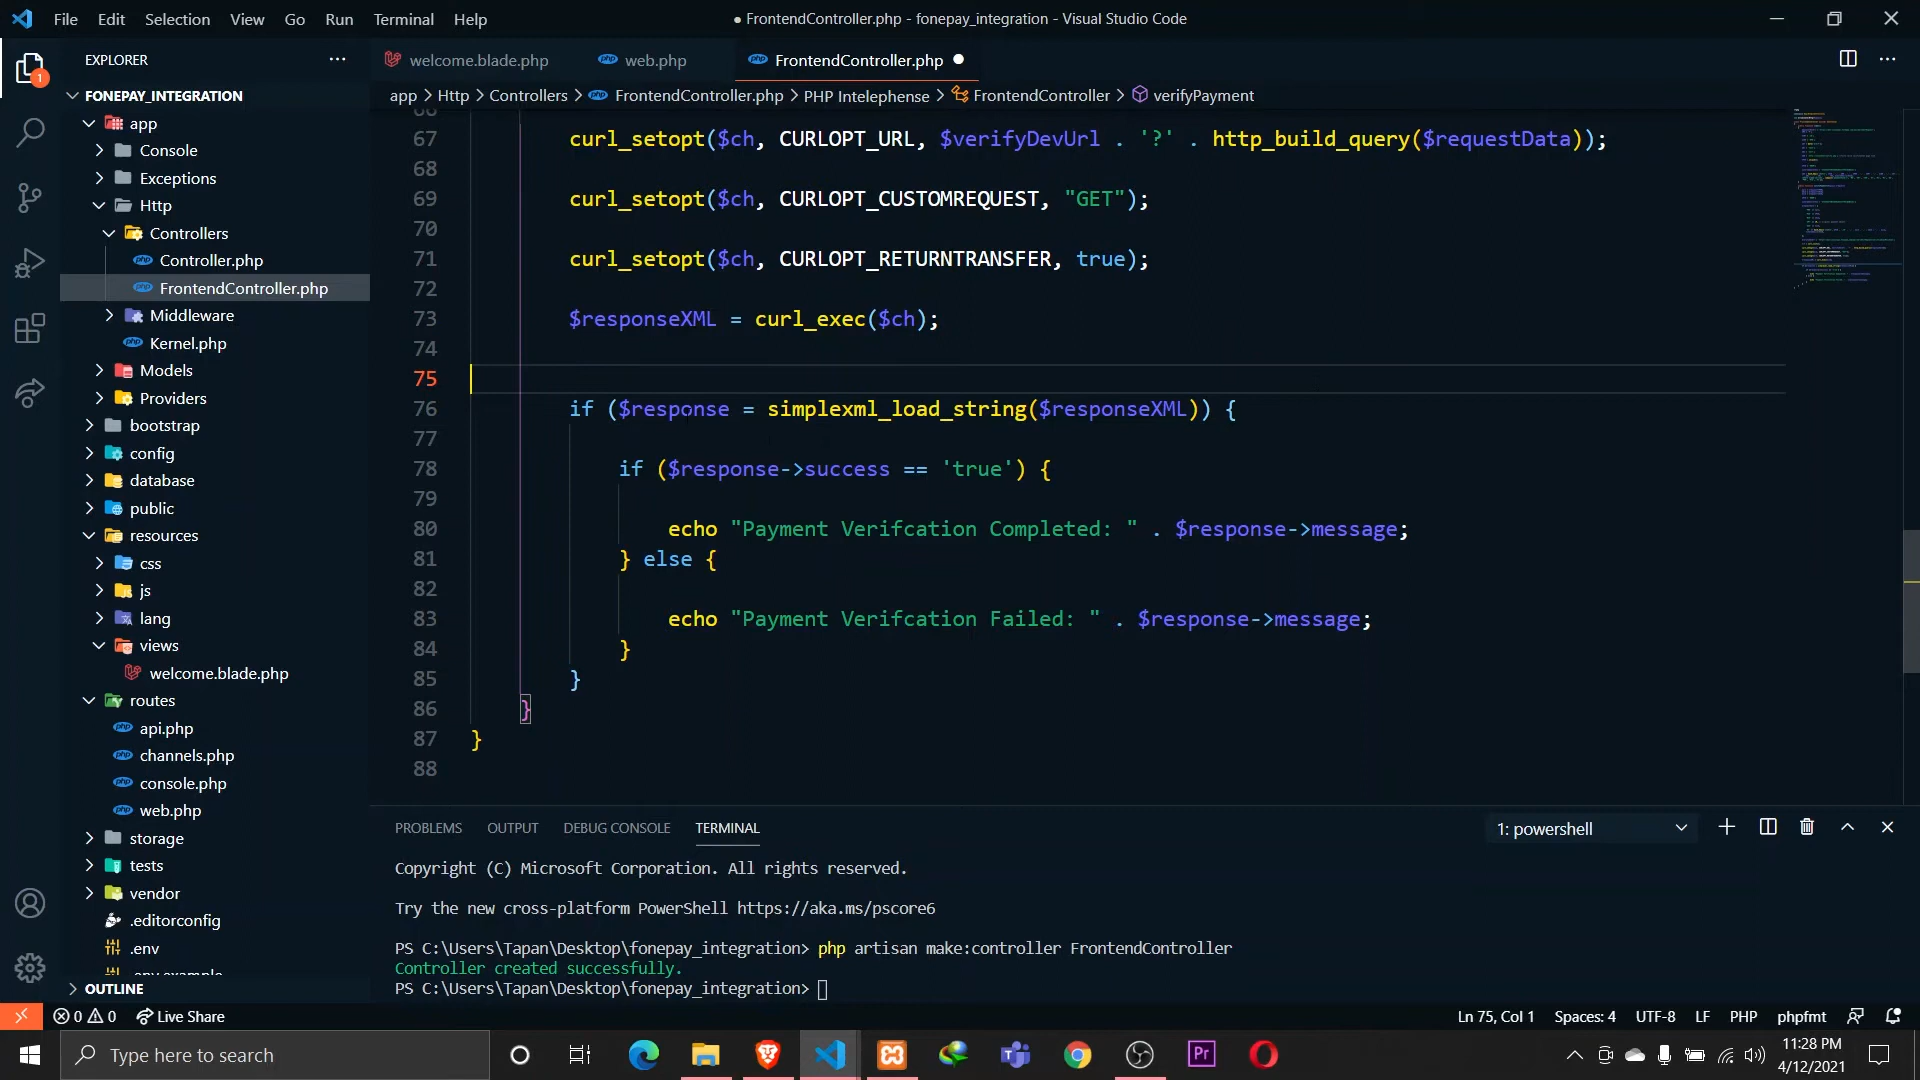 File Edit Selection View Go Run Terminal Help
● FrontendController.php - fonepay_integration - Visual Studio Code
EXPLORER
1
FONEPAY_INTEGRATION
app
Console
Exceptions
Http
Controllers
Controller.php
FrontendController.php
Middleware
Kernel.php
Models
Providers
bootstrap
config
database
public
resources
css
js
lang
views
welcome.blade.php
routes
api.php
channels.php
console.php
web.php
storage
tests
vendor
.editorconfig
.env
.env.example
OUTLINE
welcome.blade.php web.php FrontendController.php ●
app > Http > Controllers > FrontendController.php > PHP Intelephense > FrontendController > verifyPayment
66
67 curl_setopt($ch, CURLOPT_URL, $verifyDevUrl . '?' . http_build_query($requestData));
68
69 curl_setopt($ch, CURLOPT_CUSTOMREQUEST, "GET");
70
71 curl_setopt($ch, CURLOPT_RETURNTRANSFER, true);
72
73 $responseXML = curl_exec($ch);
74
75
76 if ($response = simplexml_load_string($responseXML)) {
77
78 if ($response->success == 'true') {
79
80 echo "Payment Verifcation Completed: " . $response->message;
81 } else {
82
83 echo "Payment Verifcation Failed: " . $response->message;
84 }
85 }
86 }
87 }
88
PROBLEMS OUTPUT DEBUG CONSOLE TERMINAL
1: powershell
Copyright (C) Microsoft Corporation. All rights reserved.
Try the new cross-platform PowerShell https://aka.ms/pscore6
PS C:\Users\Tapan\Desktop\fonepay_integration> php artisan make:controller FrontendController
Controller created successfully.
PS C:\Users\Tapan\Desktop\fonepay_integration>
0 0 Live Share
Ln 75, Col 1 Spaces: 4 UTF-8 LF PHP phpfmt
Type here to search
Pr
11:28 PM
4/12/2021